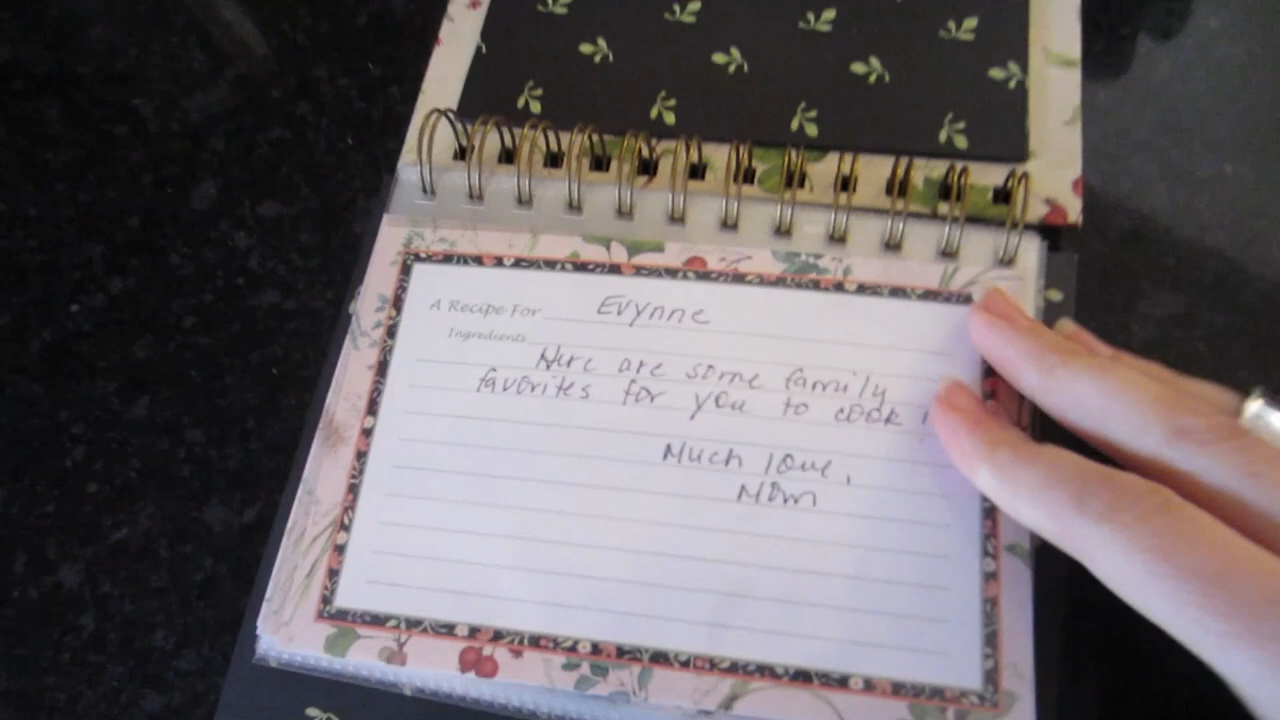 A Recipe For Evynne
Ingredients
Here are some family
favorites for you to cook!
Much love,
Mom